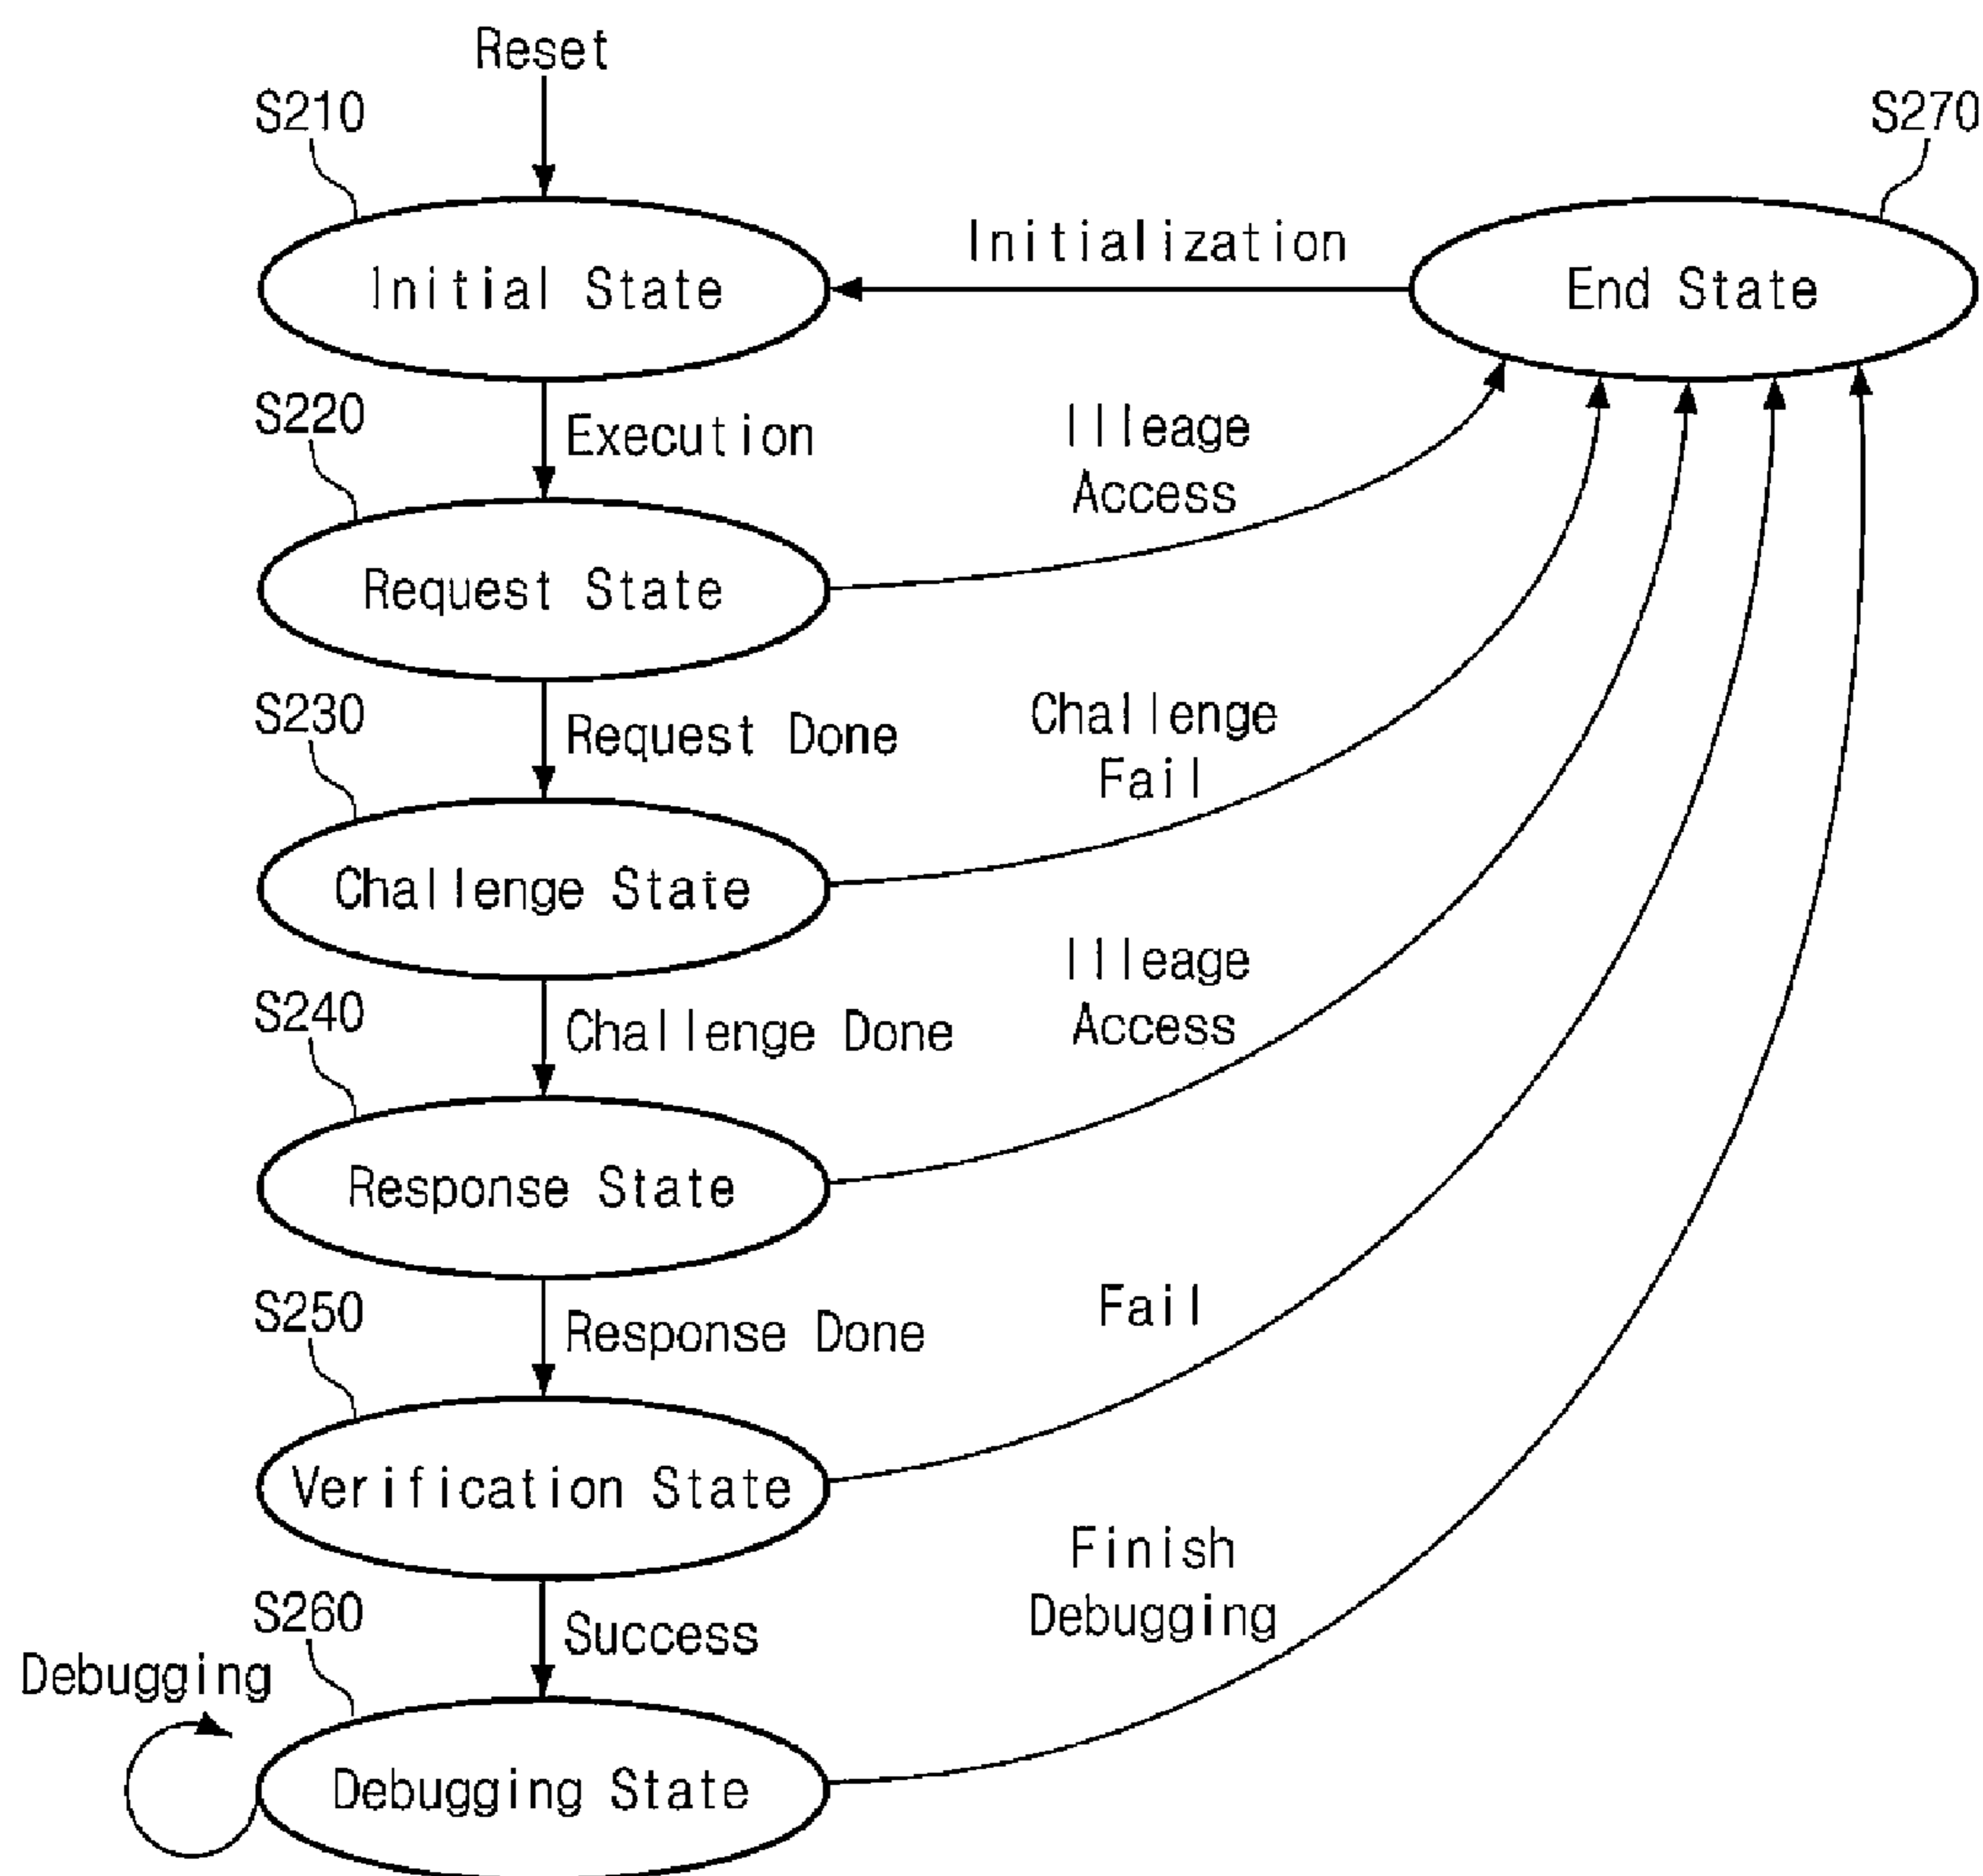 Reset
S210
S270
Initialization
Initial State
End State
S220
Execution
Illeage
Access
Request State
S230
Request Done
Challenge
Fail
Challenge State
S240
Challenge Done
Illeage
Access
Response State
S250
Response Done
Fail
Verification State
S260
Success
Finish
Debugging
Debugging
Debugging State